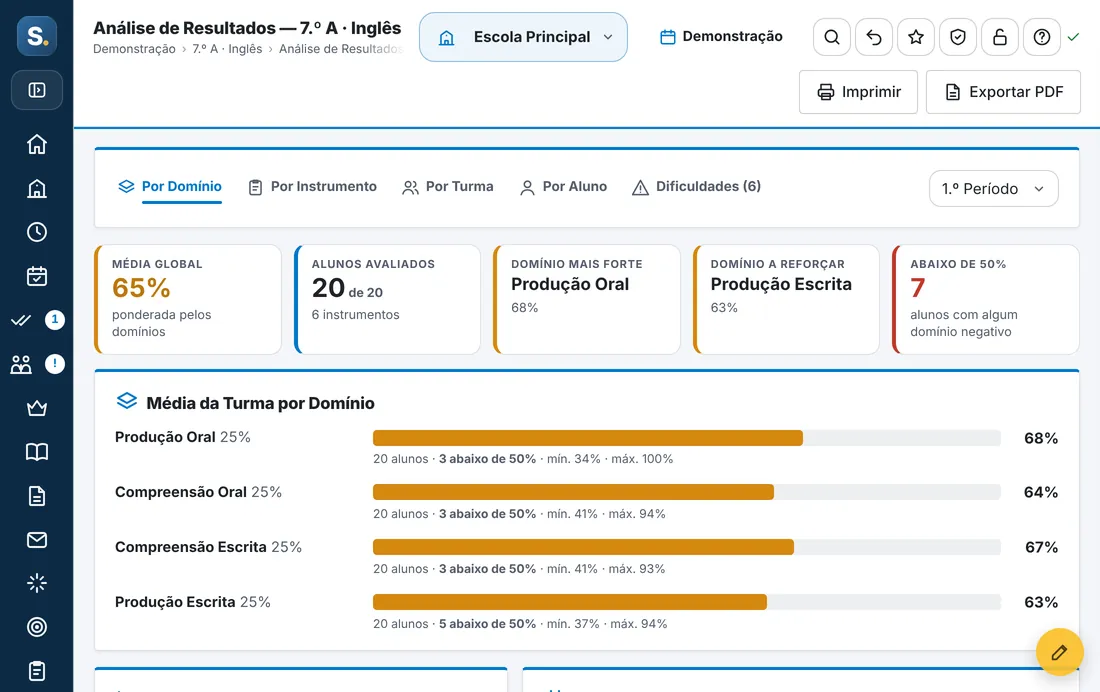 S.
Análise de Resultados — 7.º A · Inglês
Demonstração › 7.º A · Inglês › Análise de Resultados
Escola Principal
Demonstração
Imprimir
Exportar PDF
Por Domínio
Por Instrumento
Por Turma
Por Aluno
Dificuldades (6)
1.º Período
MÉDIA GLOBAL
65%
ponderada pelos
domínios
ALUNOS AVALIADOS
20 de 20
6 instrumentos
DOMÍNIO MAIS FORTE
Produção Oral
68%
DOMÍNIO A REFORÇAR
Produção Escrita
63%
ABAIXO DE 50%
7
alunos com algum
domínio negativo
1
!
Média da Turma por Domínio
Produção Oral 25%
68%
20 alunos · 3 abaixo de 50% · mín. 34% · máx. 100%
Compreensão Oral 25%
64%
20 alunos · 3 abaixo de 50% · mín. 41% · máx. 94%
Compreensão Escrita 25%
67%
20 alunos · 3 abaixo de 50% · mín. 41% · máx. 93%
Produção Escrita 25%
63%
20 alunos · 5 abaixo de 50% · mín. 37% · máx. 94%